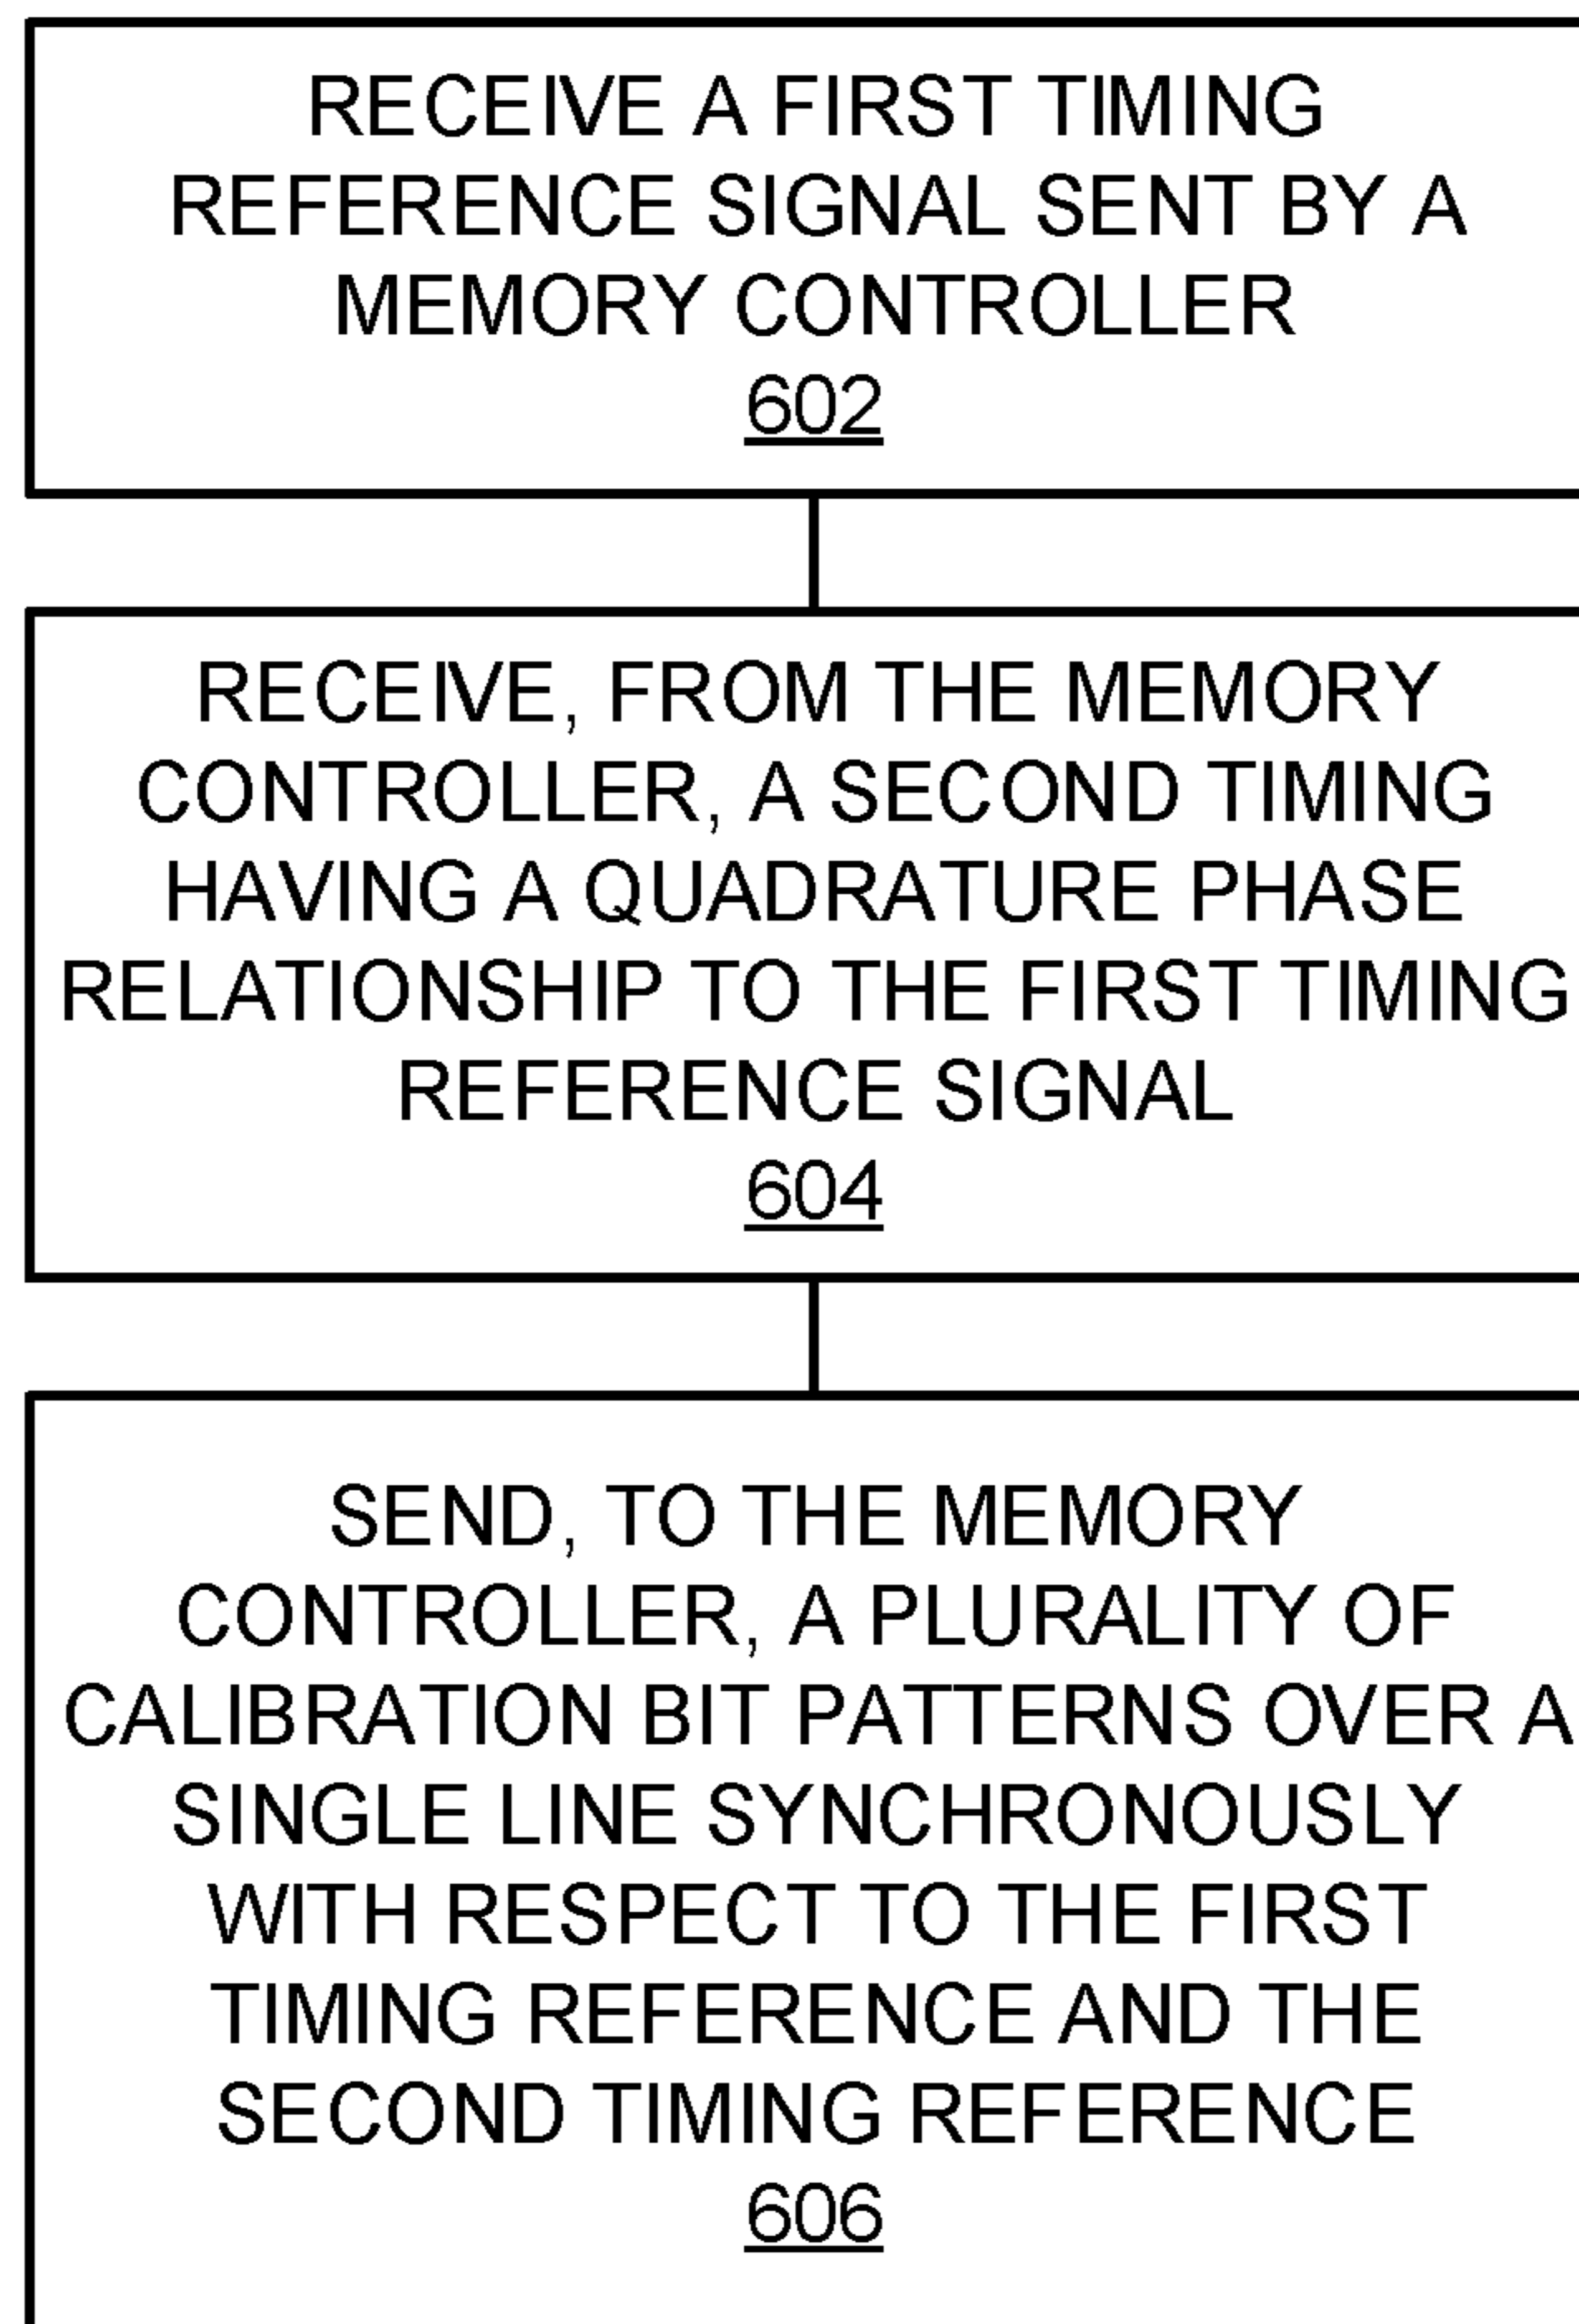 RECEIVE A FIRST TIMING
REFERENCE SIGNAL SENT BY A
MEMORY CONTROLLER
602
RECEIVE, FROM THE MEMORY
CONTROLLER, A SECOND TIMING
HAVING A QUADRATURE PHASE
RELATIONSHIP TO THE FIRST TIMING
REFERENCE SIGNAL
604
SEND, TO THE MEMORY
CONTROLLER, A PLURALITY OF
CALIBRATION BIT PATTERNS OVER A
SINGLE LINE SYNCHRONOUSLY
WITH RESPECT TO THE FIRST
TIMING REFERENCE AND THE
SECOND TIMING REFERENCE
606